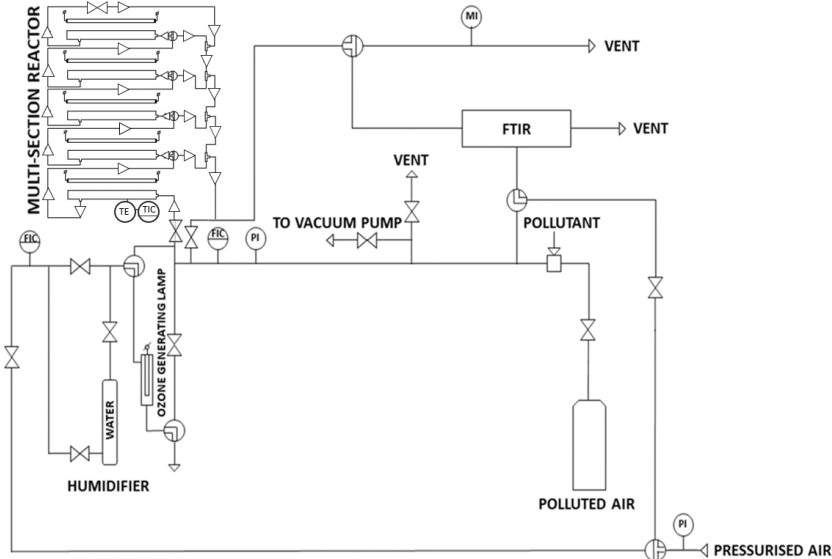 MULTI-SECTION REACTOR
MI
VENT
FTIR
VENT
VENT
TE
TIC
TO VACUUM PUMP
POLLUTANT
FIC
FIC
PI
OZONE GENERATING LAMP
WATER
HUMIDIFIER
POLLUTED AIR
PI
PRESSURISED AIR